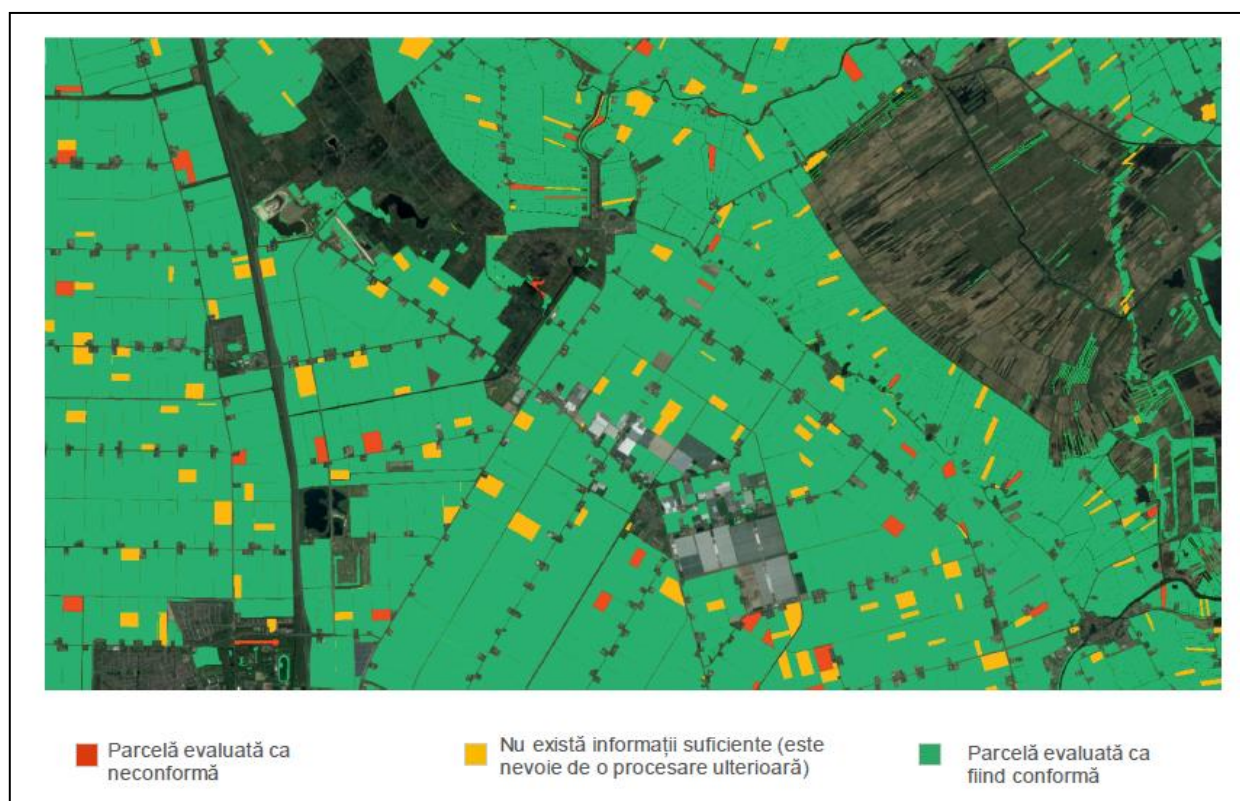 Parcelă evaluată ca
neconformă
Nu există informații suficiente (este
nevoie de o procesare ulterioară)
Parcelă evaluată ca
fiind conformă